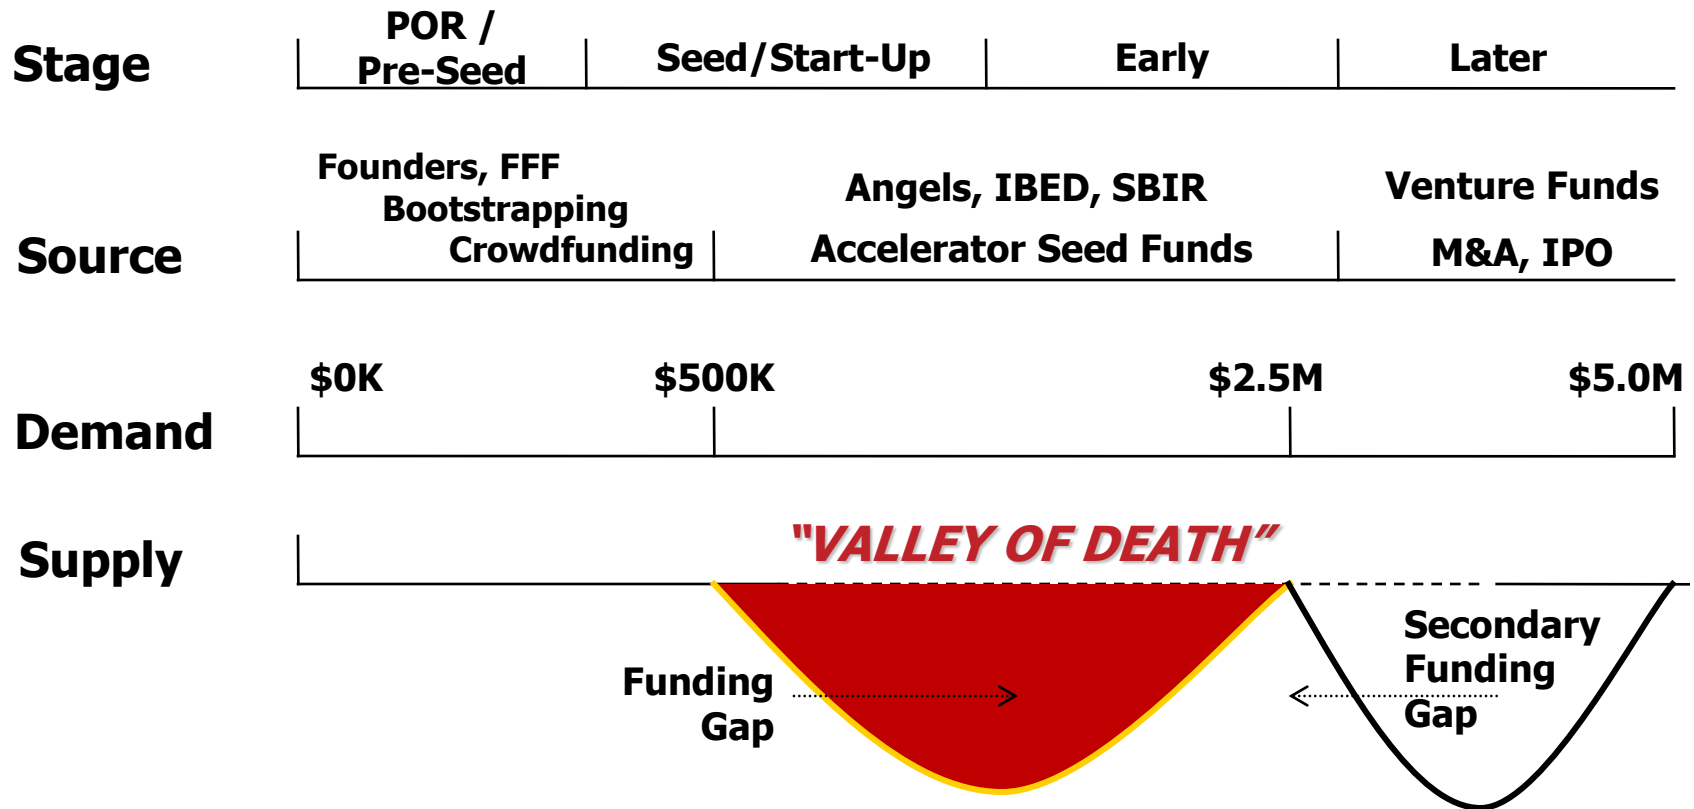 Stage
POR /
Pre-Seed
Seed/Start-Up
Early
Later
Source
Founders, FFF
Bootstrapping
Crowdfunding
Angels, IBED, SBIR
Accelerator Seed Funds
Venture Funds
M&A, IPO
Demand
$0K
$500K
$2.5M
$5.0M
Supply
"VALLEY OF DEATH"
Funding
Gap
Secondary
Funding
Gap